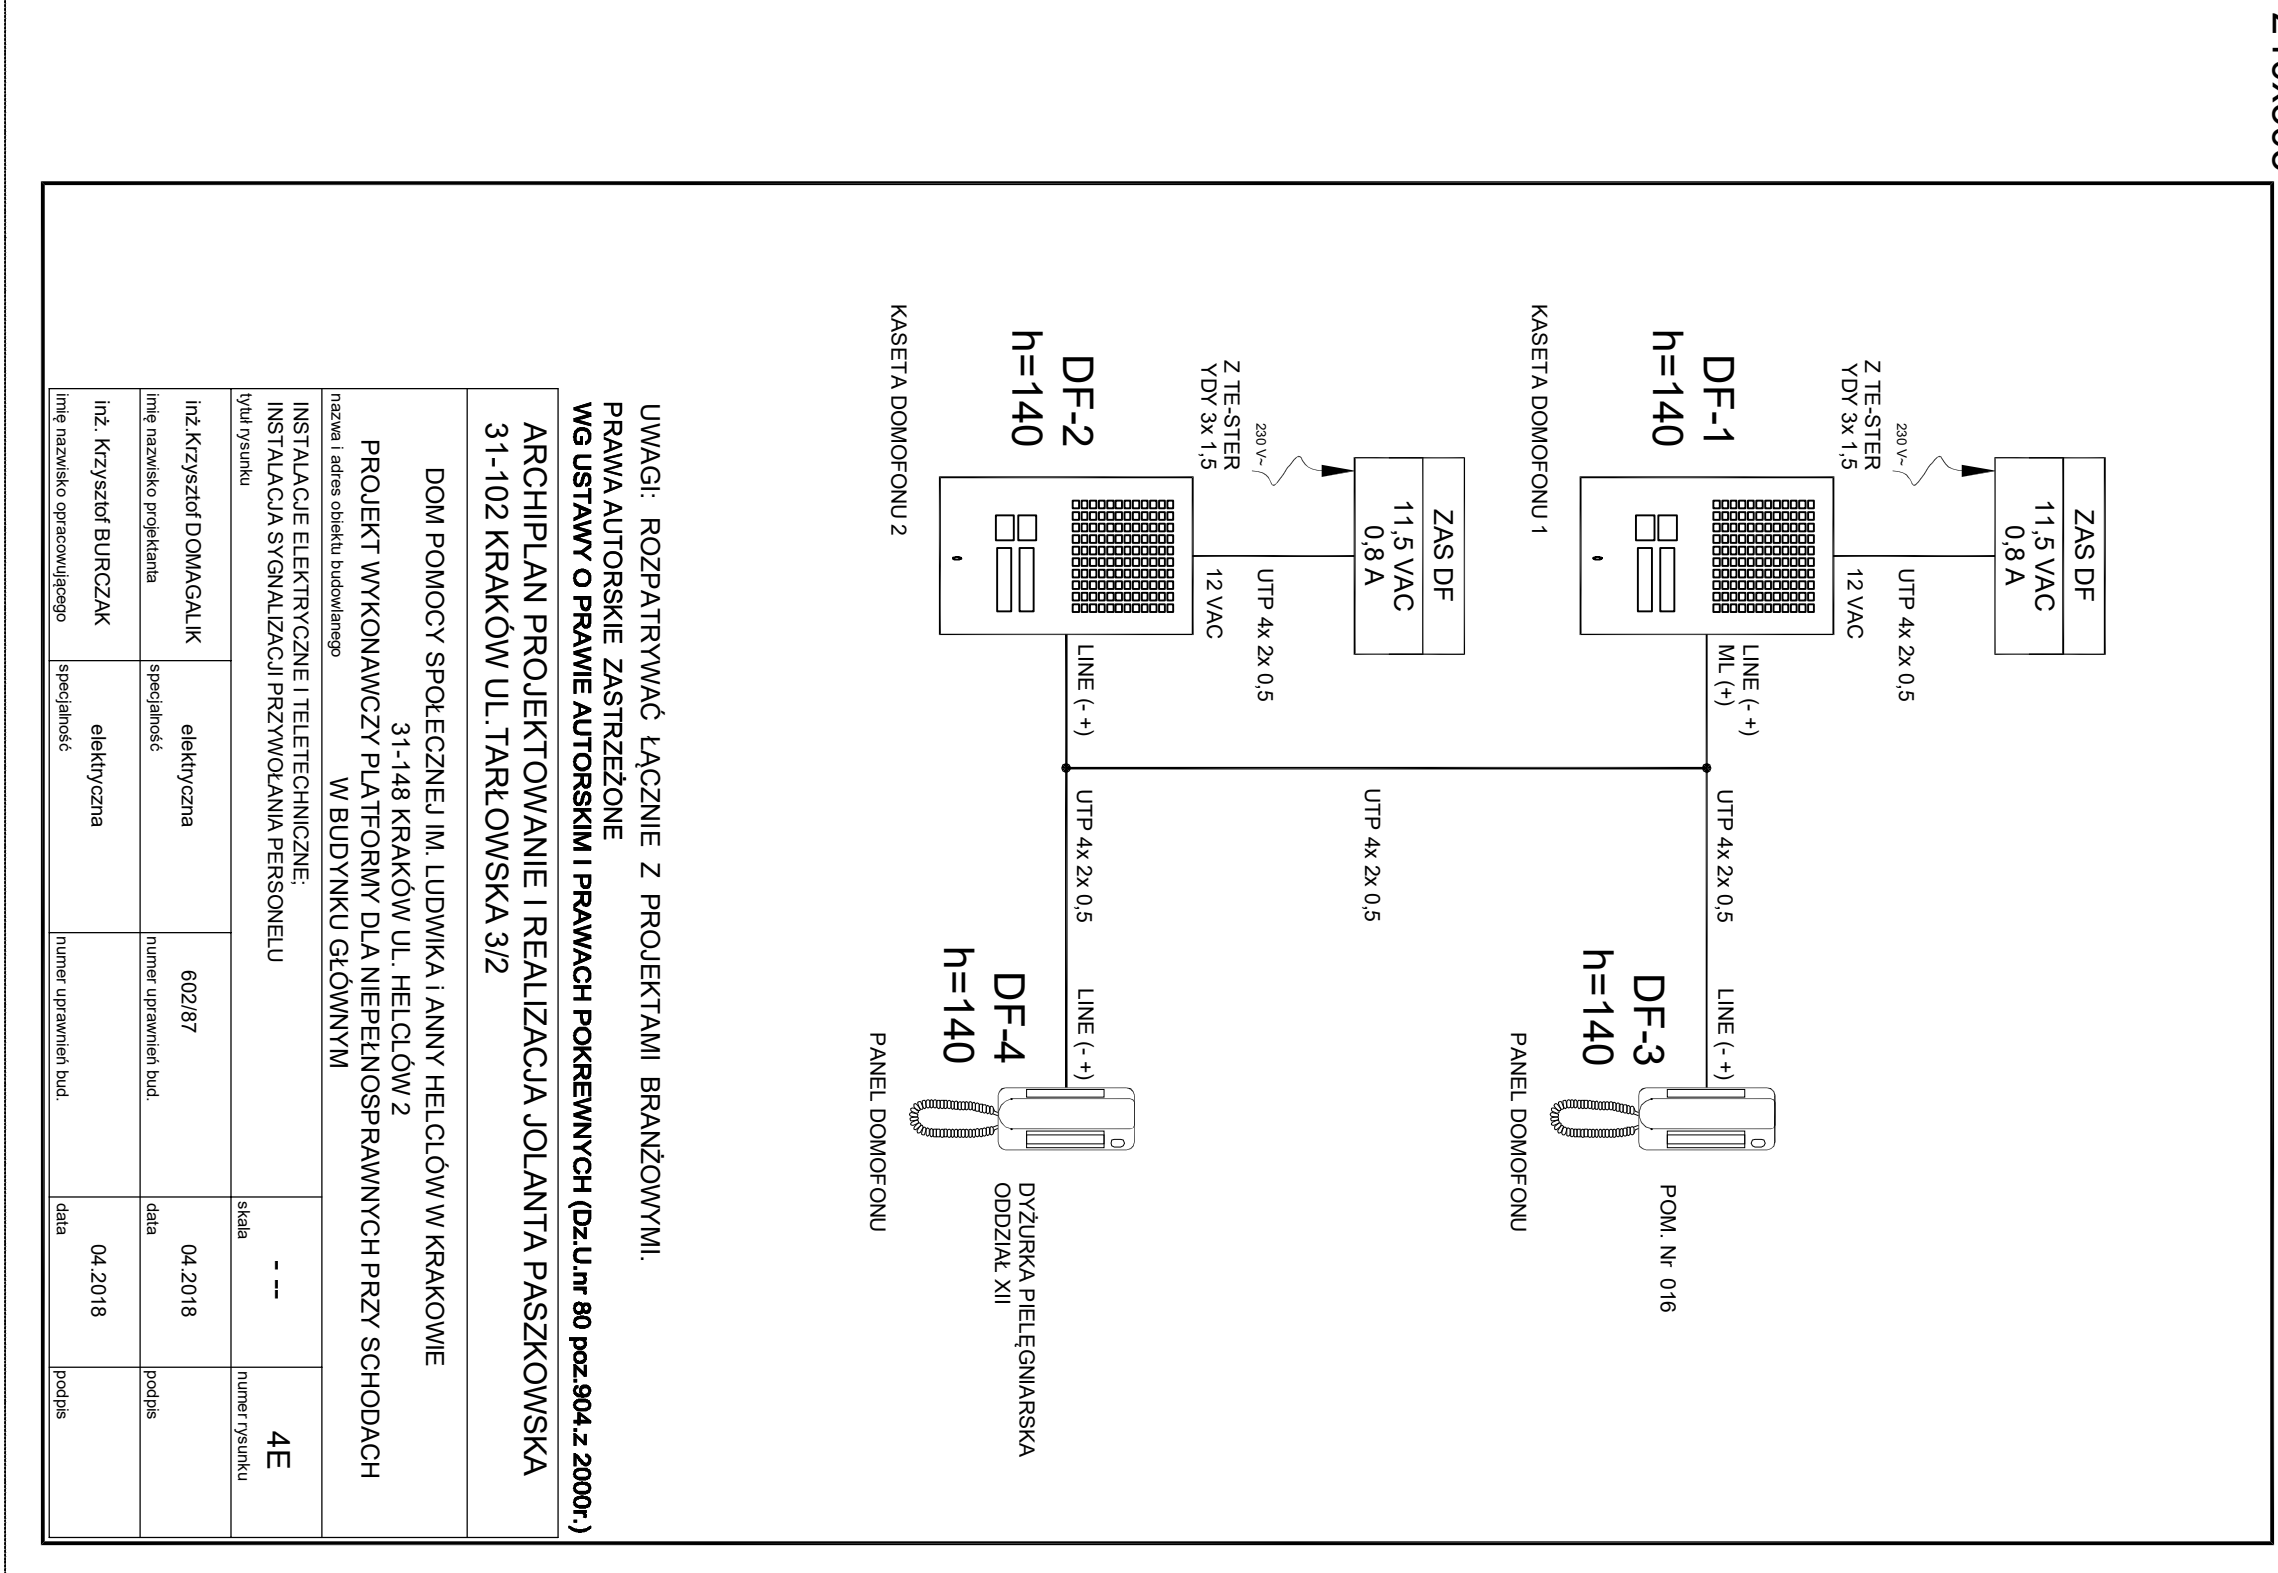 ZAS DF
11,5 VAC
0,8 A
230 V~
Z TE-STER
YDY 3x 1,5
UTP 4x 2x 0,5
12 VAC
DF-1
h=140
LINE (- +)
ML (+)
KASETA DOMOFONU 1
UTP 4x 2x 0,5
LINE (- +)
DF-3
h=140
POM. Nr 016
PANEL DOMOFONU
UTP 4x 2x 0,5
ZAS DF
11,5 VAC
0,8 A
230 V~
Z TE-STER
YDY 3x 1,5
UTP 4x 2x 0,5
12 VAC
DF-2
h=140
LINE (- +)
KASETA DOMOFONU 2
UTP 4x 2x 0,5
LINE (- +)
DF-4
h=140
DYŻURKA PIELĘGNIARSKA
ODDZIAŁ XII
PANEL DOMOFONU
UWAGI: ROZPATRYWAĆ ŁĄCZNIE Z PROJEKTAMI BRANŻOWYMI.
PRAWA AUTORSKIE ZASTRZEŻONE
WG USTAWY O PRAWIE AUTORSKIM I PRAWACH POKREWNYCH (Dz.U.nr 80 poz.904.z 2000r.)
ARCHIPLAN PROJEKTOWANIE I REALIZACJA JOLANTA PASZKOWSKA
31-102 KRAKÓW UL.TARŁOWSKA 3/2
DOM POMOCY SPOŁECZNEJ IM. LUDWIKA i ANNY HELCLÓW W KRAKOWIE
31-148 KRAKÓW UL. HELCLÓW 2
PROJEKT WYKONAWCZY PLATFORMY DLA NIEPEŁNOSPRAWNYCH PRZY SCHODACH
W BUDYNKU GŁÓWNYM
nazwa i adres obiektu budowlanego
INSTALACJE ELEKTRYCZNE I TELETECHNICZNE;
INSTALACJA SYGNALIZACJI PRZYWOŁANIA PERSONELU
tytuł rysunku
- --
skala
4E
numer rysunku
inż.Krzysztof DOMAGALIK
imię nazwisko projektanta
elektryczna
specjalność
602/87
numer uprawnień bud.
04.2018
data
podpis
inż. Krzysztof BURCZAK
imię nazwisko opracowującego
elektryczna
specjalność
numer uprawnień bud.
04.2018
data
podpis